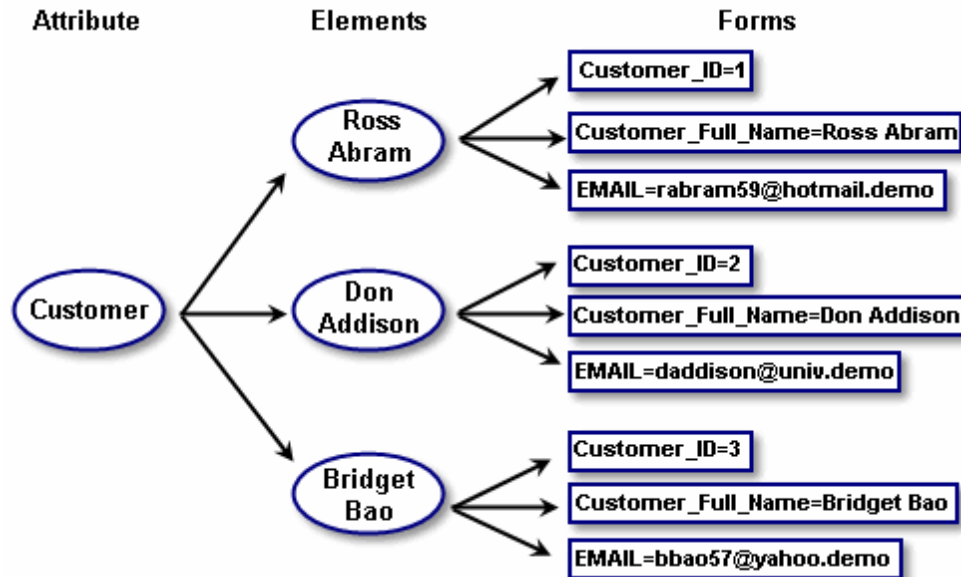 Attribute Elements Forms
Customer
Ross
Abram
Customer_ID=1
Customer_Full_Name=Ross Abram
EMAIL=rabram59@hotmail.demo
Don
Addison
Customer_ID=2
Customer_Full_Name=Don Addison
EMAIL=daddison@univ.demo
Bridget
Bao
Customer_ID=3
Customer_Full_Name=Bridget Bao
EMAIL=bbao57@yahoo.demo